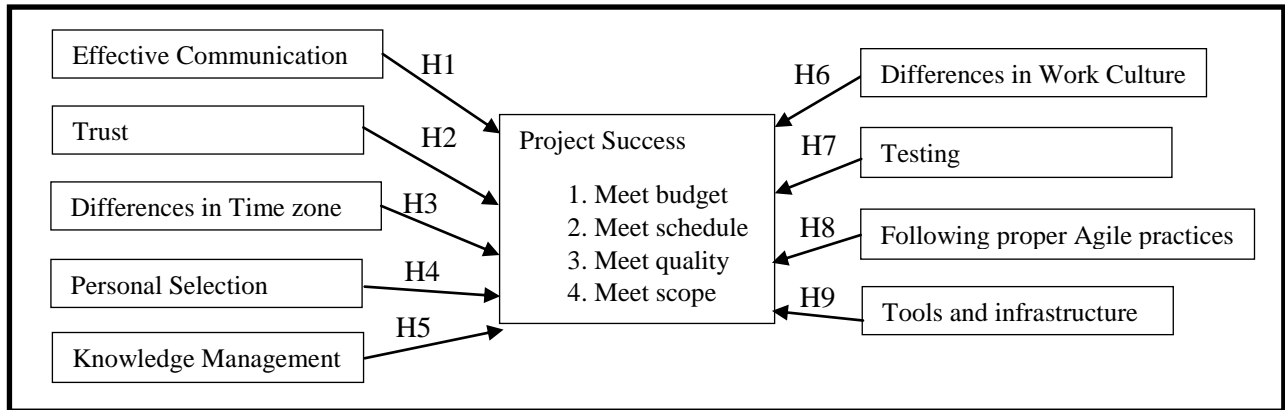 Effective Communication
H1
Trust
H2
Differences in Time zone
H3
Personal Selection
H4
Knowledge Management
H5
Project Success
1. Meet budget
2. Meet schedule
3. Meet quality
4. Meet scope
H6
Differences in Work Culture
H7
Testing
H8
Following proper Agile practices
H9
Tools and infrastructure